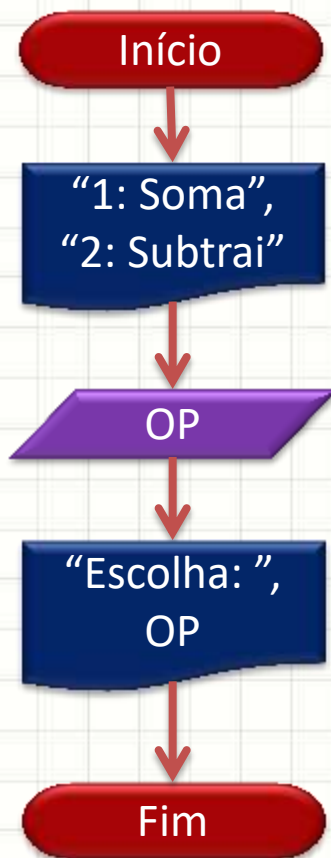 Início
“1: Soma”,
“2: Subtrai”
OP
“Escolha: ”,
OP
Fim